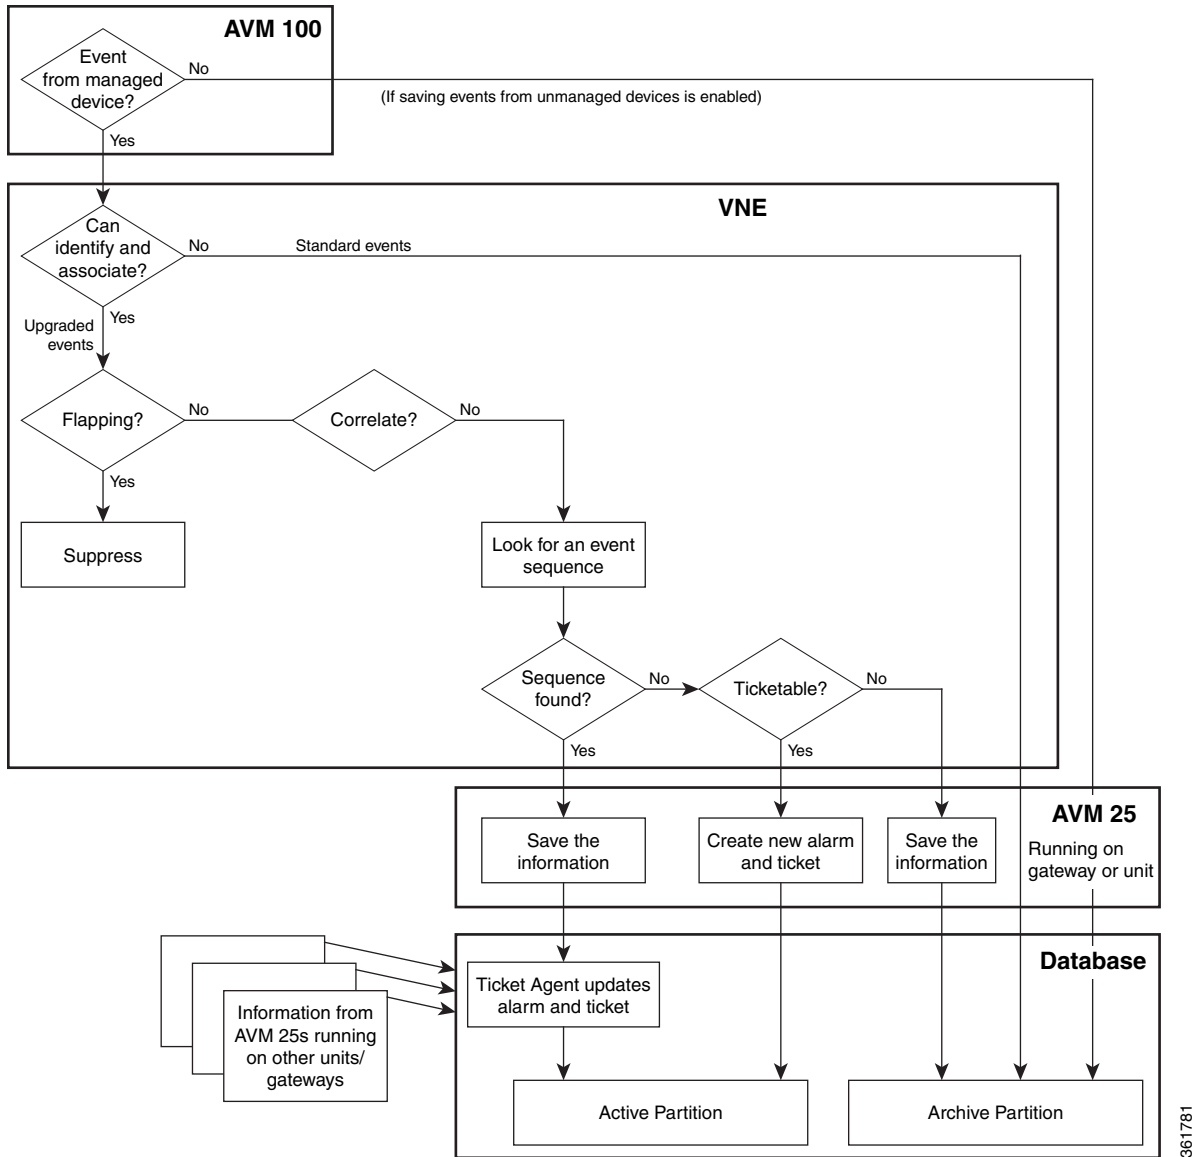 AVM 100
Event
from managed
device?
No
(If saving events from unmanaged devices is enabled)
Yes
VNE
Can
identify and
associate?
No
Standard events
Yes
Upgraded
events
Flapping?
No
Correlate?
No
Yes
Suppress
Look for an event
sequence
Sequence
found?
No
Ticketable?
No
Yes
Yes
AVM 25
Save the
information
Create new alarm
and ticket
Save the
information
Running on
gateway or unit
Database
Ticket Agent updates
alarm and ticket
Information from
AVM 25s running
on other units/
gateways
Active Partition
Archive Partition
361781